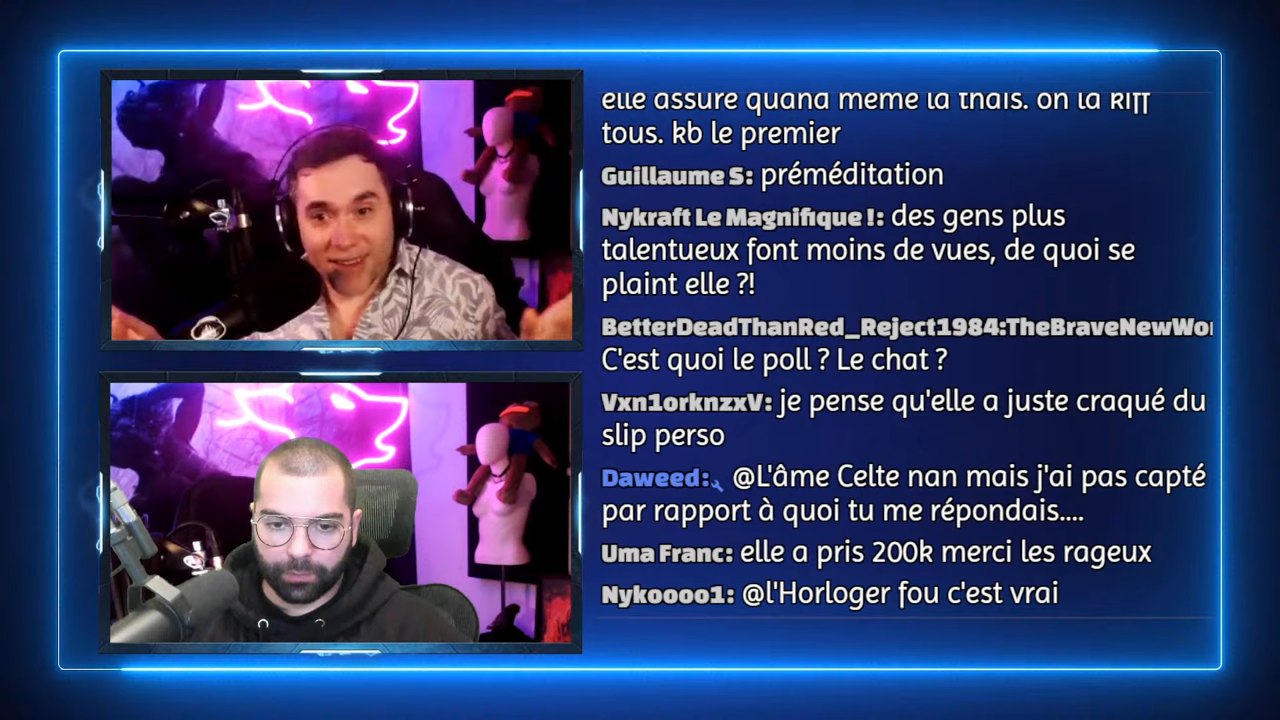 elle assure quand même la thaïs. on la kiff
tous. kb le premier
Guillaume S: préméditation
Nykraft Le Magnifique !: des gens plus
talentueux font moins de vues, de quoi se
plaint elle ?!
BetterDeadThanRed_Reject1984:TheBraveNewWor
C'est quoi le poll ? Le chat ?
Vxn1orknzxV: je pense qu'elle a juste craqué du
slip perso
Daweed: @L'âme Celte nan mais j'ai pas capté
par rapport à quoi tu me répondais....
Uma Franc: elle a pris 200k merci les rageux
Nykoooo1: @l'Horloger fou c'est vrai